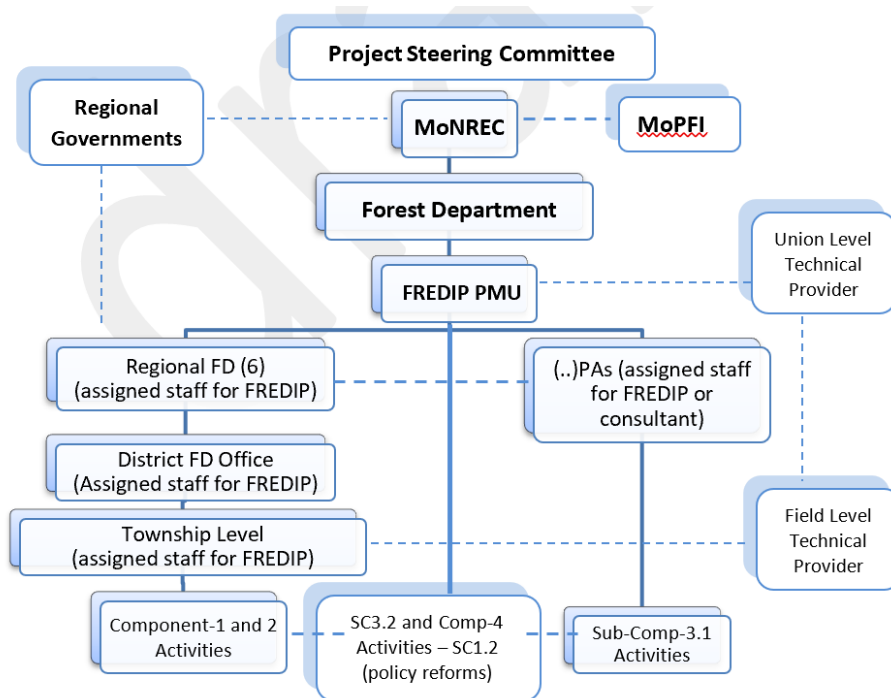 Project Steering Committee
Regional
Governments
MoNREC
MoPFI
Forest Department
Union Level
Technical
Provider
FREDIP PMU
Regional FD (6)
(assigned staff for FREDIP)
(..)PAs (assigned staff
for FREDIP or
consultant)
District FD Office
(Assigned staff for FREDIP)
Township Level
(assigned staff for FREDIP)
Field Level
Technical
Provider
Component-1 and 2
Activities
SC3.2 and Comp-4
Activities – SC1.2
(policy reforms)
Sub-Comp-3.1
Activities